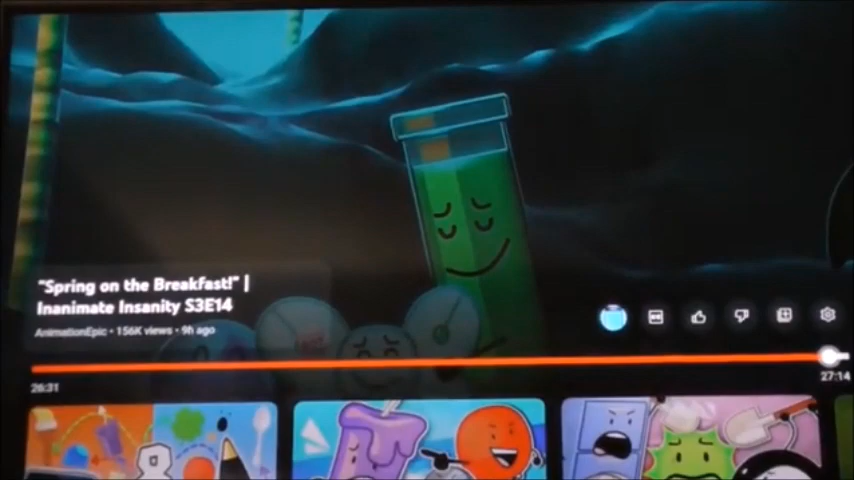 "Spring on the Breakfast!" |
Inanimate Insanity S3E14
AnimationEpic • 156K views • 9h ago
26:31
27:14